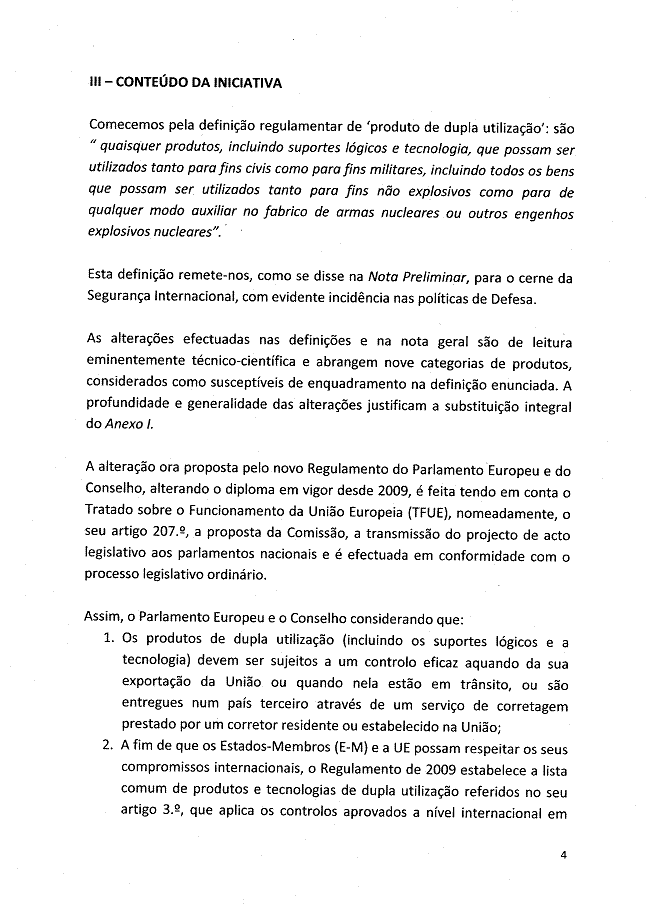 III – CONTEÚDO DA INICIATIVA
Comecemos pela definição regulamentar de 'produto de dupla utilização': são
" quaisquer produtos, incluindo suportes lógicos e tecnologia, que possam ser
utilizados tanto para fins civis como para fins militares, incluindo todos os bens
que possam ser utilizados tanto para fins não explosivos como para de
qualquer modo auxiliar no fabrico de armas nucleares ou outros engenhos
explosivos nucleares".
Esta definição remete-nos, como se disse na Nota Preliminar, para o cerne da
Segurança Internacional, com evidente incidência nas políticas de Defesa.
As alterações efectuadas nas definições e na nota geral são de leitura
eminentemente técnico-científica e abrangem nove categorias de produtos,
considerados como susceptíveis de enquadramento na definição enunciada. A
profundidade e generalidade das alterações justificam a substituição integral
do Anexo I.
A alteração ora proposta pelo novo Regulamento do Parlamento Europeu e do
Conselho, alterando o diploma em vigor desde 2009, é feita tendo em conta o
Tratado sobre o Funcionamento da União Europeia (TFUE), nomeadamente, o
seu artigo 207.º, a proposta da Comissão, a transmissão do projecto de acto
legislativo aos parlamentos nacionais e é efectuada em conformidade com o
processo legislativo ordinário.
Assim, o Parlamento Europeu e o Conselho considerando que:
1. Os produtos de dupla utilização (incluindo os suportes lógicos e a
tecnologia) devem ser sujeitos a um controlo eficaz aquando da sua
exportação da União ou quando nela estão em trânsito, ou são
entregues num país terceiro através de um serviço de corretagem
prestado por um corretor residente ou estabelecido na União;
2. A fim de que os Estados-Membros (E-M) e a UE possam respeitar os seus
compromissos internacionais, o Regulamento de 2009 estabelece a lista
comum de produtos e tecnologias de dupla utilização referidos no seu
artigo 3.º, que aplica os controlos aprovados a nível internacional em
4